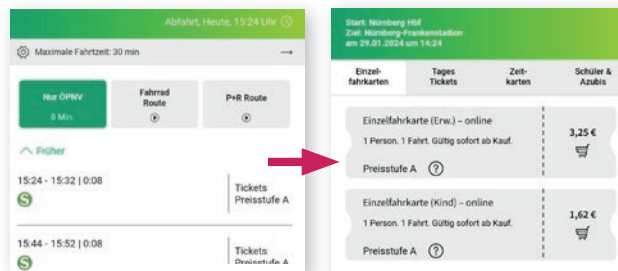 Abfahrt, Heute, 15:24 Uhr
Maximale Fahrtzeit: 30 min
Nur ÖPNV
8 Min.
Fahrrad
Route
P+R Route
Früher
15:24 - 15:32 | 0:08
S
Tickets
Preisstufe A
15:44 - 15:52 | 0:08
S
Tickets
Preisstufe A
Start: Nürnberg Hbf
Ziel: Nürnberg-Frankenstadion
am 29.01.2024 um 14:24
Einzel-
fahrkarten
Tages
Tickets
Zeit-
karten
Schüler &
Azubis
Einzelfahrkarte (Erw.) – online
1 Person. 1 Fahrt. Gültig sofort ab Kauf.
Preisstufe A ?
3,25 €
Einzelfahrkarte (Kind) – online
1 Person. 1 Fahrt. Gültig sofort ab Kauf.
Preisstufe A ?
1,62 €